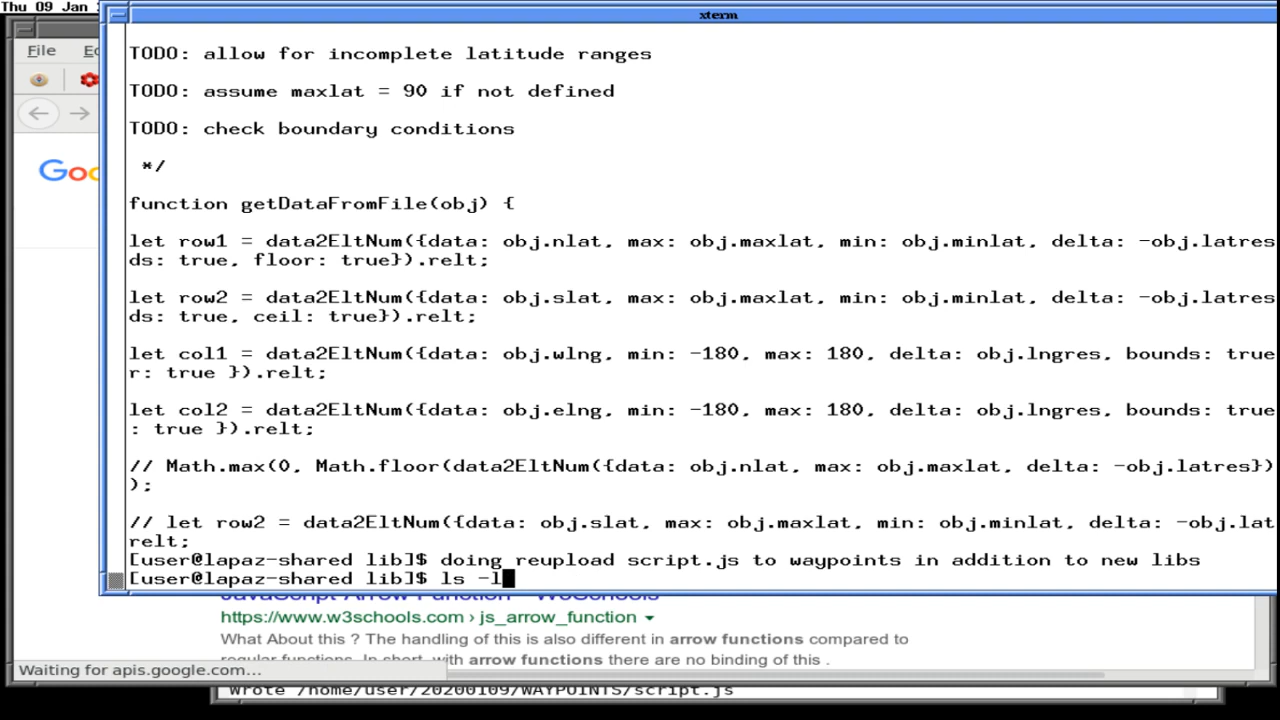 Thu 09 Jan
xterm
File
TODO: allow for incomplete latitude ranges
TODO: assume maxlat = 90 if not defined
TODO: check boundary conditions
*/
function getDataFromFile(obj) {
let row1 = data2EltNum({data: obj.nlat, max: obj.maxlat, min: obj.minlat, delta: -obj.latres
ds: true, floor: true}).relt;
let row2 = data2EltNum({data: obj.slat, max: obj.maxlat, min: obj.minlat, delta: -obj.latres
ds: true, ceil: true}).relt;
let col1 = data2EltNum({data: obj.wlng, min: -180, max: 180, delta: obj.lngres, bounds: true
r: true }).relt;
let col2 = data2EltNum({data: obj.elng, min: -180, max: 180, delta: obj.lngres, bounds: true
: true }).relt;
// Math.max(0, Math.floor(data2EltNum({data: obj.nlat, max: obj.maxlat, delta: -obj.latres})
);
// let row2 = data2EltNum({data: obj.slat, max: obj.maxlat, min: obj.minlat, delta: -obj.lat
relt;
[user@lapaz-shared lib]$ doing reupload script.js to waypoints in addition to new libs
[user@lapaz-shared lib]$ ls -l
JavaScript Arrow Function - W3Schools
https://www.w3schools.com › js_arrow_function
What About this ? The handling of this is also different in arrow functions compared to
regular functions. In short, with arrow functions there are no binding of this .
Waiting for apis.google.com...
Wrote /home/user/20200109/WAYPOINTS/script.js